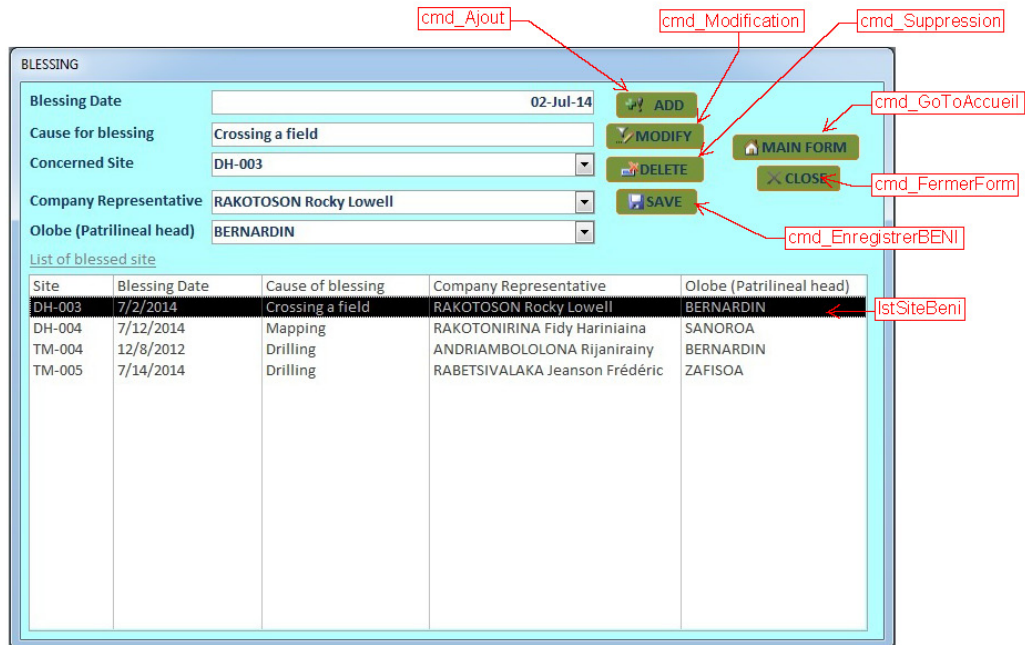 cmd_Ajout
cmd_Modification
cmd_Suppression
BLESSING
Blessing Date 02-Jul-14 ADD
cmd_GoToAccueil
Cause for blessing Crossing a field MODIFY
MAIN FORM
Concerned Site DH-003 DELETE
CLOSE
cmd_FermerForm
Company Representative RAKOTOSON Rocky Lowell SAVE
Olobe (Patrilineal head) BERNARDIN
cmd_EnregistrerBENI
List of blessed site
Site Blessing Date Cause of blessing Company Representative Olobe (Patrilineal head)
DH-003 7/2/2014 Crossing a field RAKOTOSON Rocky Lowell BERNARDIN
lstSiteBeni
DH-004 7/12/2014 Mapping RAKOTONIRINA Fidy Hariniaina SANOROA
TM-004 12/8/2012 Drilling ANDRIAMBOLOLONA Rijanirainy BERNARDIN
TM-005 7/14/2014 Drilling RABETSIVALAKA Jeanson Frédéric ZAFISOA